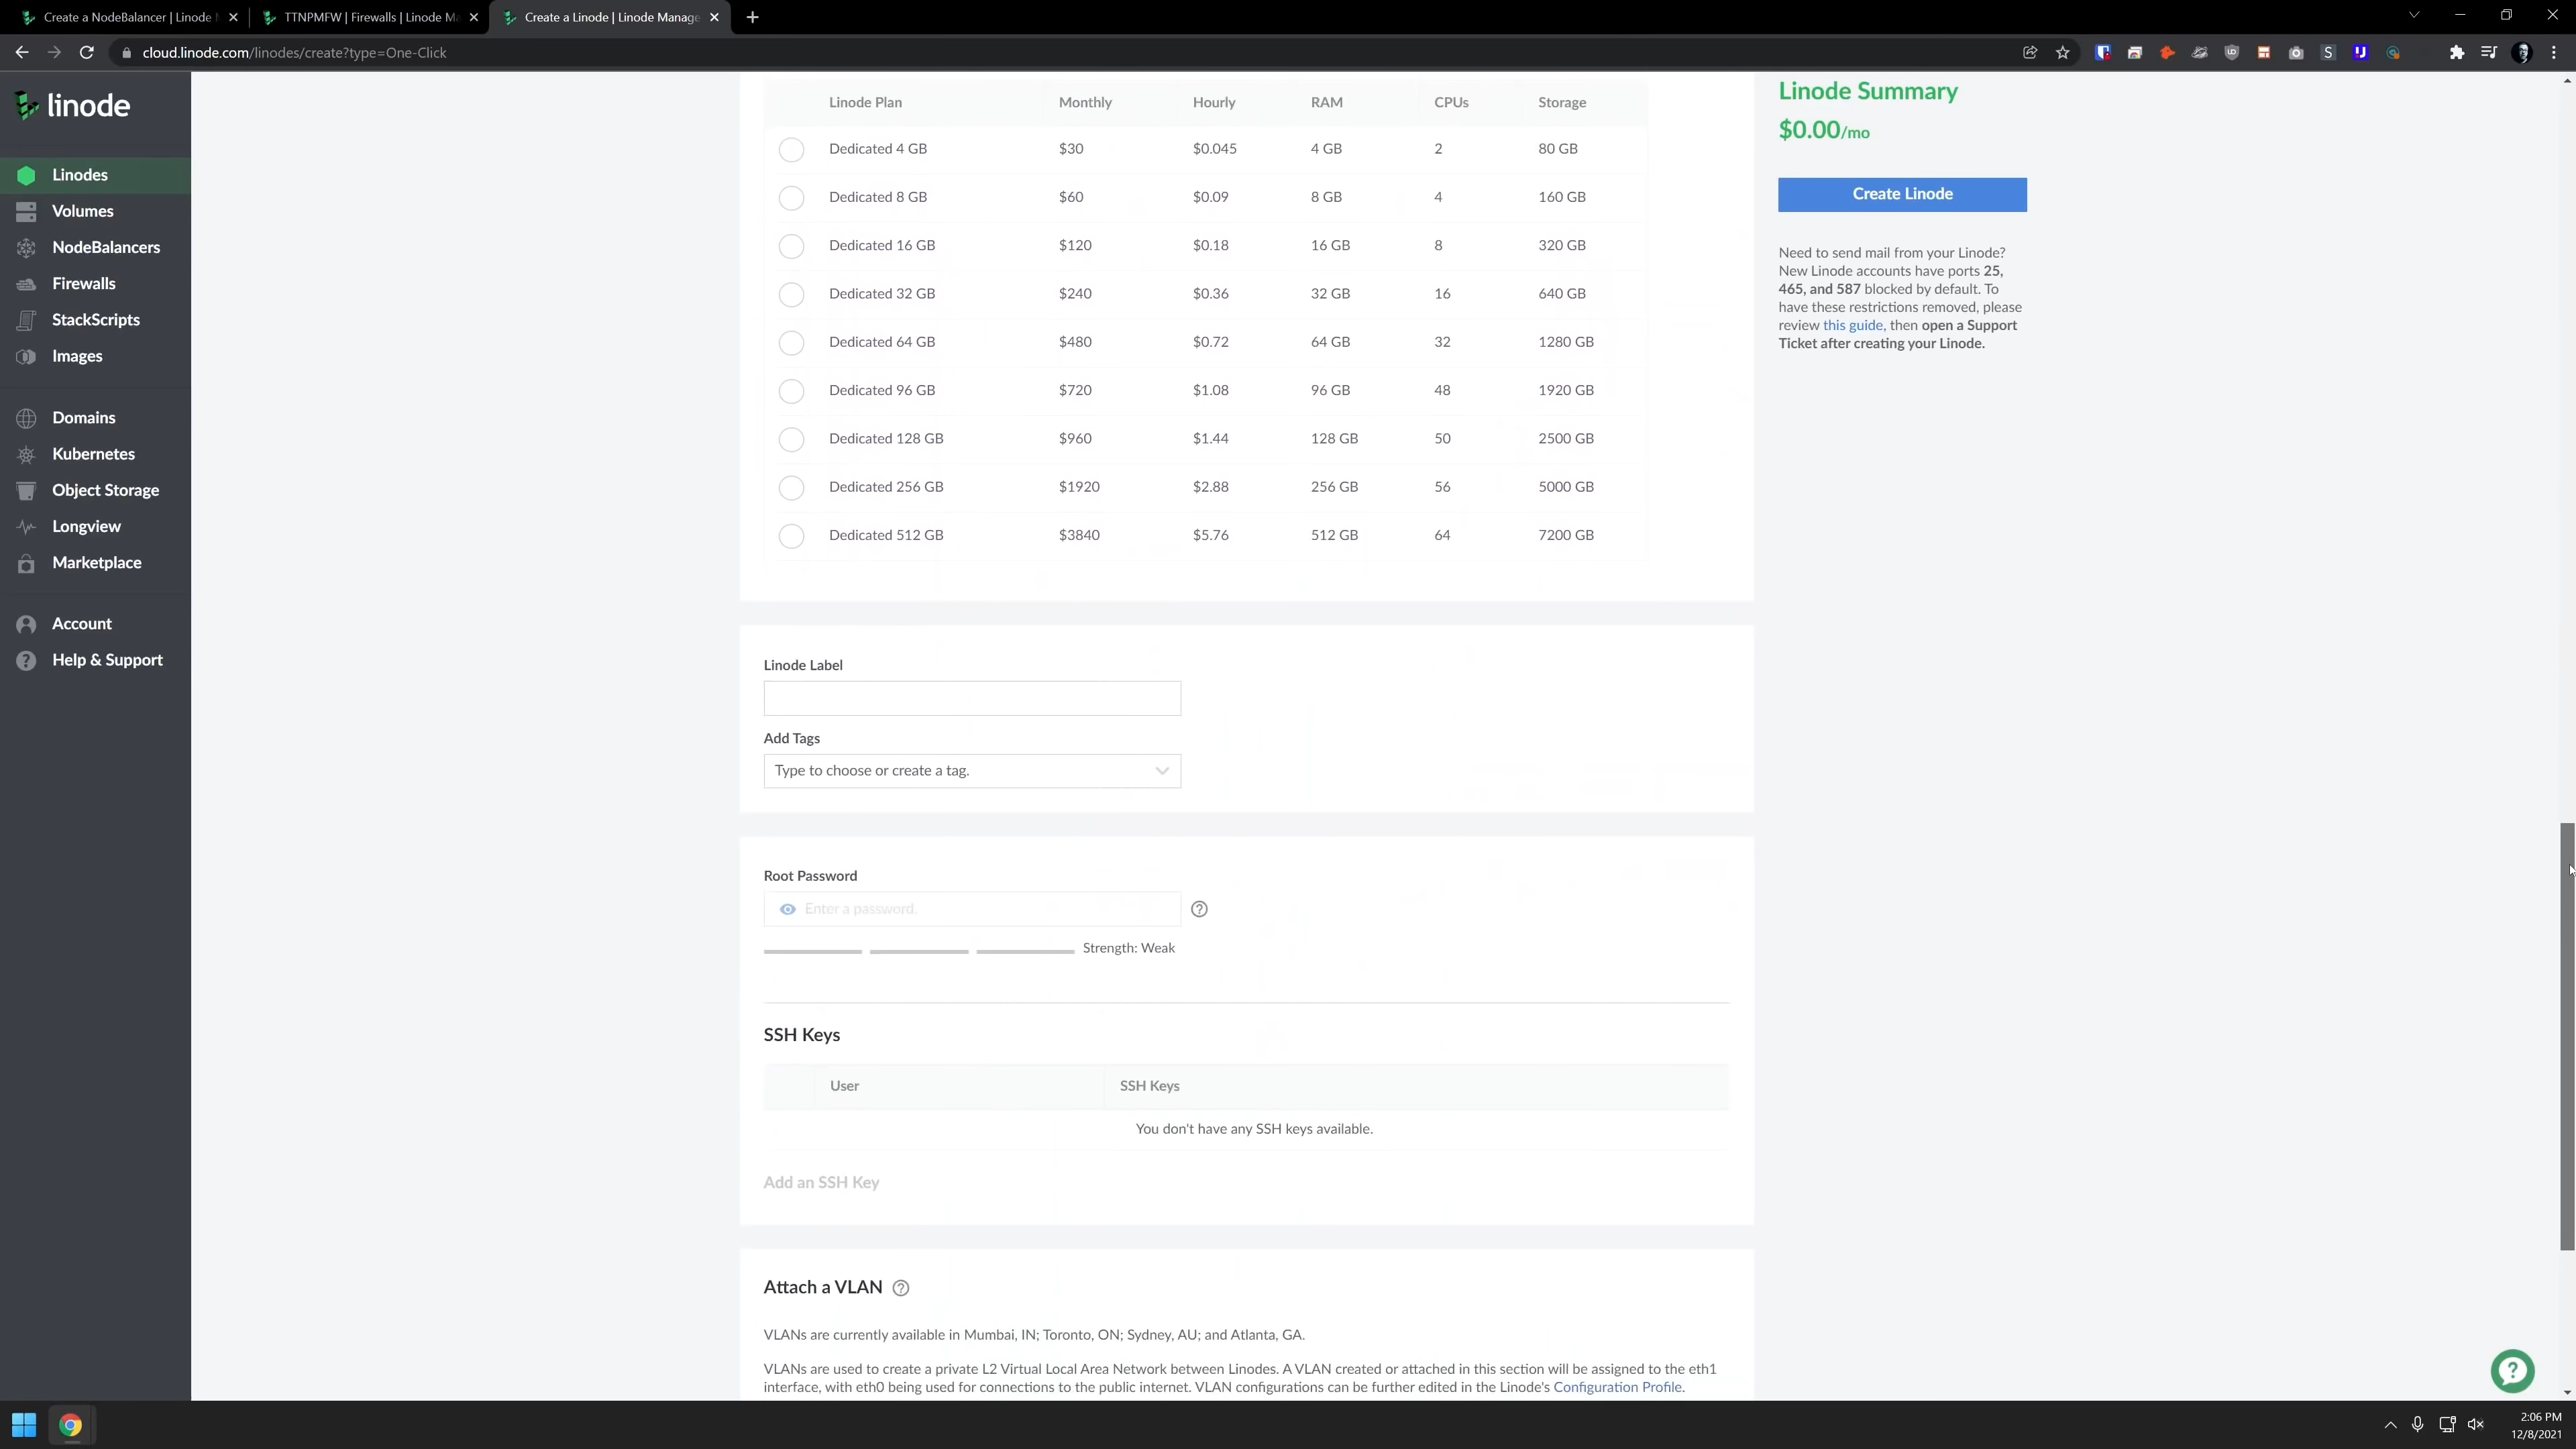 Create a NodeBalancer | Linode
TTNPMFW | Firewalls | Linode Ma
Create a Linode | Linode Manage
cloud.linode.com/linodes/create?type=One-Click
linode
Linodes
Volumes
NodeBalancers
Firewalls
StackScripts
Images
Domains
Kubernetes
Object Storage
Longview
Marketplace
Account
Help & Support
Linode Plan Monthly Hourly RAM CPUs Storage
Dedicated 4 GB $30 $0.045 4 GB 2 80 GB
Dedicated 8 GB $60 $0.09 8 GB 4 160 GB
Dedicated 16 GB $120 $0.18 16 GB 8 320 GB
Dedicated 32 GB $240 $0.36 32 GB 16 640 GB
Dedicated 64 GB $480 $0.72 64 GB 32 1280 GB
Dedicated 96 GB $720 $1.08 96 GB 48 1920 GB
Dedicated 128 GB $960 $1.44 128 GB 50 2500 GB
Dedicated 256 GB $1920 $2.88 256 GB 56 5000 GB
Dedicated 512 GB $3840 $5.76 512 GB 64 7200 GB
Linode Label
Add Tags
Type to choose or create a tag.
Root Password
Enter a password.
Strength: Weak
SSH Keys
User SSH Keys
You don't have any SSH keys available.
Add an SSH Key
Attach a VLAN
VLANs are currently available in Mumbai, IN; Toronto, ON; Sydney, AU; and Atlanta, GA.
VLANs are used to create a private L2 Virtual Local Area Network between Linodes. A VLAN created or attached in this section will be assigned to the eth1
interface, with eth0 being used for connections to the public internet. VLAN configurations can be further edited in the Linode's Configuration Profile.
Linode Summary
$0.00/mo
Create Linode
Need to send mail from your Linode?
New Linode accounts have ports 25,
465, and 587 blocked by default. To
have these restrictions removed, please
review this guide, then open a Support
Ticket after creating your Linode.
2:06 PM
12/8/2021